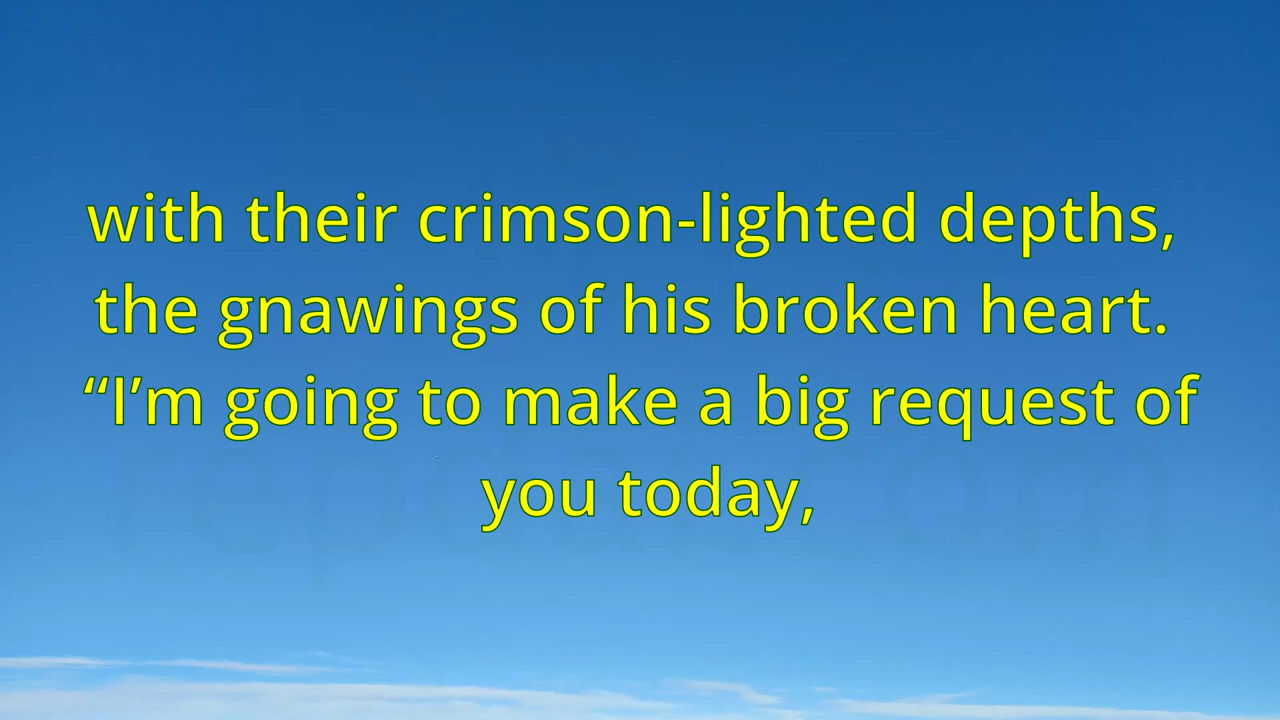 with their crimson-lighted depths,
the gnawings of his broken heart.
“I’m going to make a big request of
you today,